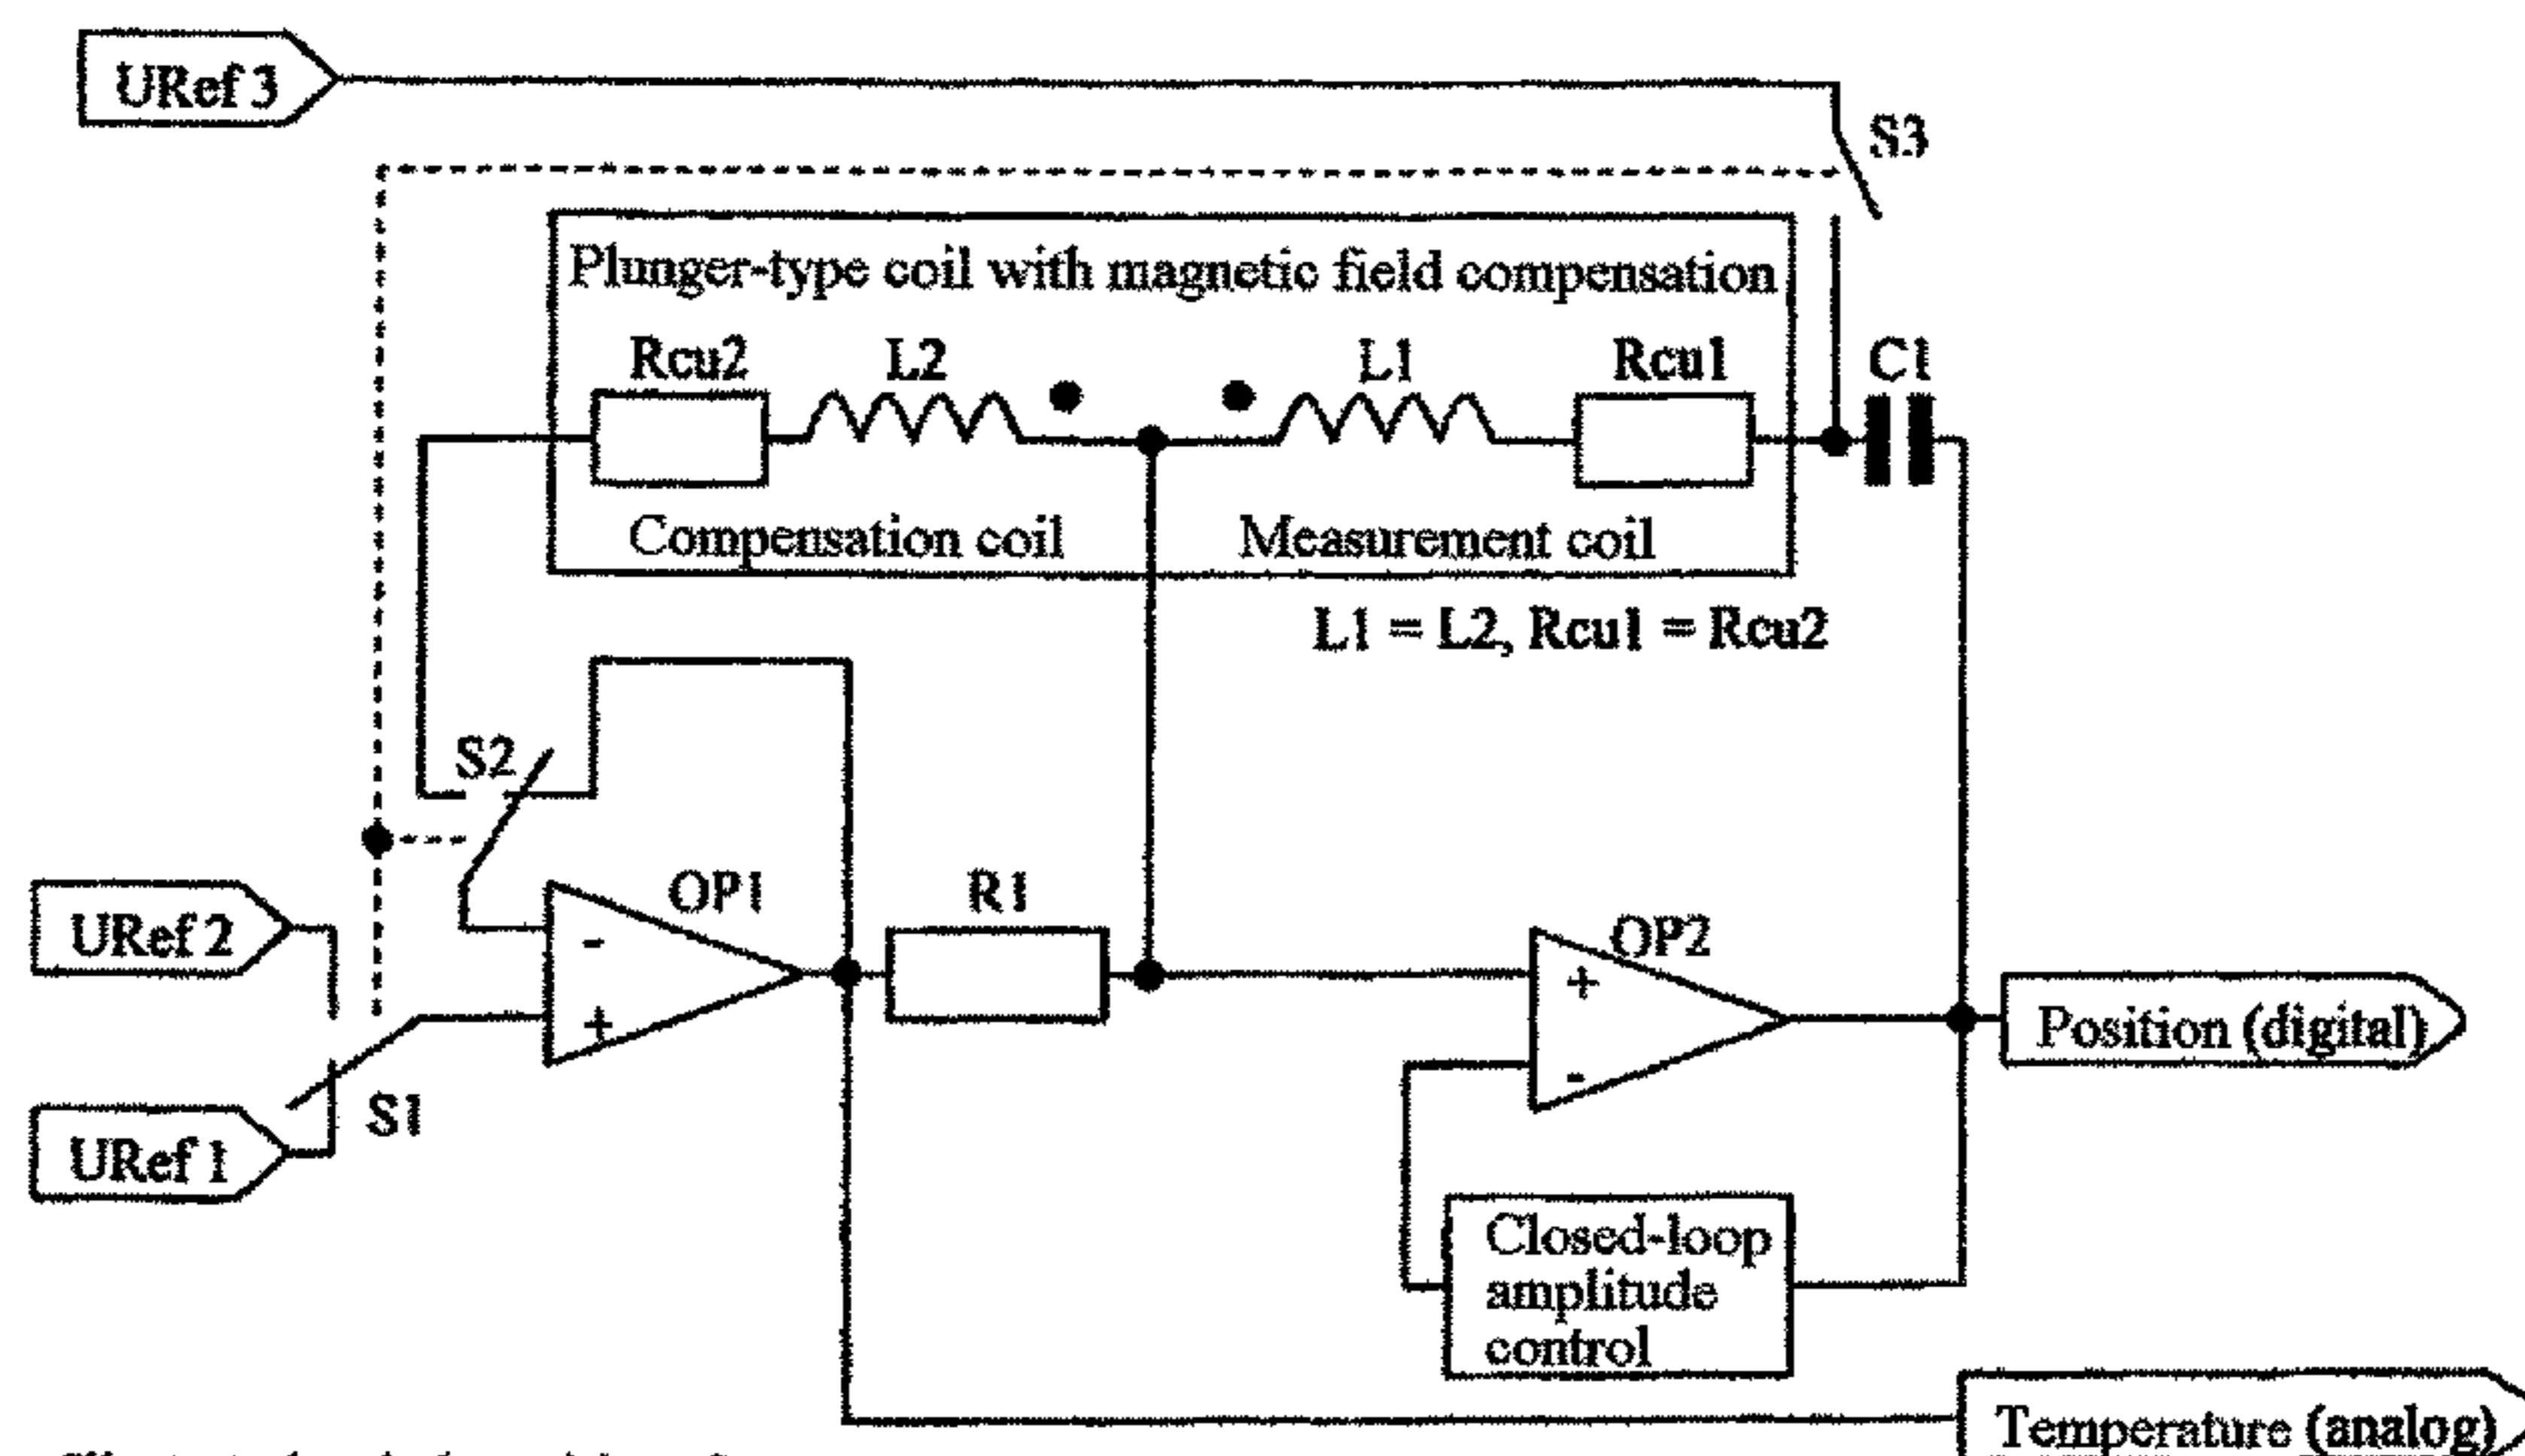 URef 3
S3
Plunger-type coil with magnetic field compensation
Rcu2
L2
L1
Rcu1
C1
Compensation coil
Measurement coil
L1 = L2, Rcu1 = Rcu2
S2
OP1
R1
OP2
URef 2
-
+
+
-
Position (digital)
S1
URef 1
Closed-loop
amplitude
control
Temperature (analog)